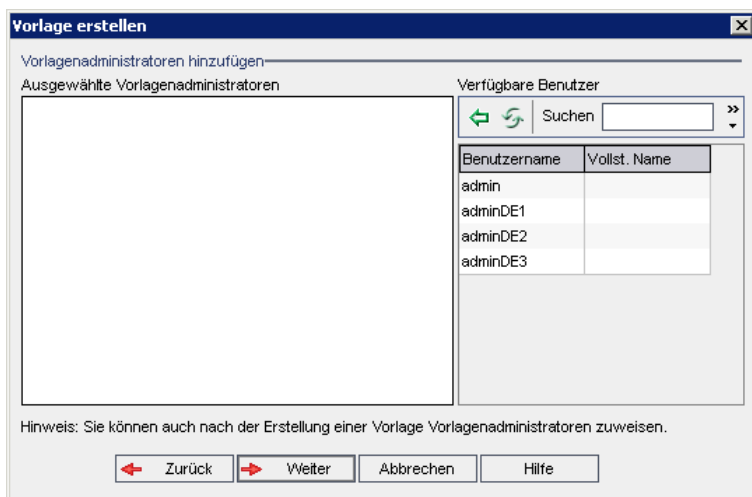 Vorlage erstellen
Vorlagenadministratoren hinzufügen
Ausgewählte Vorlagenadministratoren
Verfügbare Benutzer
Suchen
Benutzername Vollst. Name
admin
adminDE1
adminDE2
adminDE3
Hinweis: Sie können auch nach der Erstellung einer Vorlage Vorlagenadministratoren zuweisen.
Zurück Weiter Abbrechen Hilfe